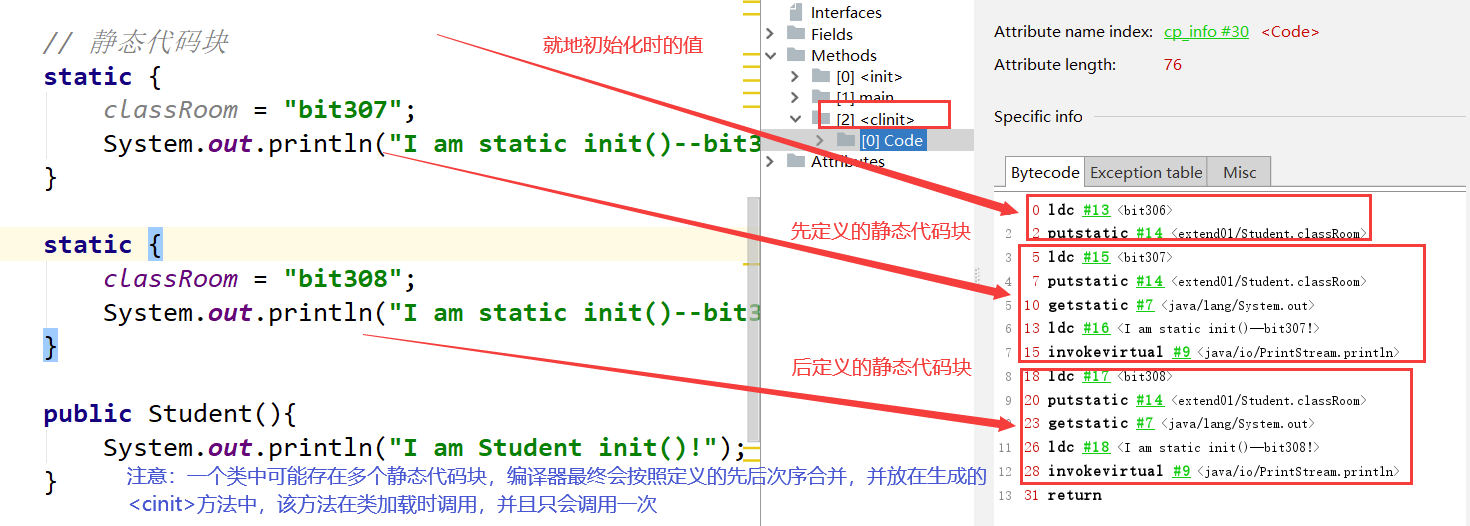 // 静态代码块
static {
classRoom = "bit307";
System.out.println("I am static init()--bit3
}
static {
classRoom = "bit308";
System.out.println("I am static init()--bit3
}
public Student(){
System.out.println("I am Student init()!");
}
注意：一个类中可能存在多个静态代码块，编译器最终会按照定义的先后次序合并，并放在生成的
<cinit>方法中，该方法在类加载时调用，并且只会调用一次
就地初始化时的值
先定义的静态代码块
后定义的静态代码块
Interfaces
Fields
Methods
[0] <init>
[1] main
[2] <clinit>
[0] Code
Attributes
Attribute name index: cp_info #30 <Code>
Attribute length: 76
Specific info
Bytecode Exception table Misc
0 ldc #13 <bit306>
2 2 putstatic #14 <extend01/Student.classRoom>
3 5 ldc #15 <bit307>
4 7 putstatic #14 <extend01/Student.classRoom>
5 10 getstatic #7 <java/lang/System.out>
6 13 ldc #16 <I am static init()--bit307!>
7 15 invokevirtual #9 <java/io/PrintStream.println>
8 18 ldc #17 <bit308>
9 20 putstatic #14 <extend01/Student.classRoom>
23 getstatic #7 <java/lang/System.out>
11 26 ldc #18 <I am static init()--bit308!>
12 28 invokevirtual #9 <java/io/PrintStream.println>
13 31 return